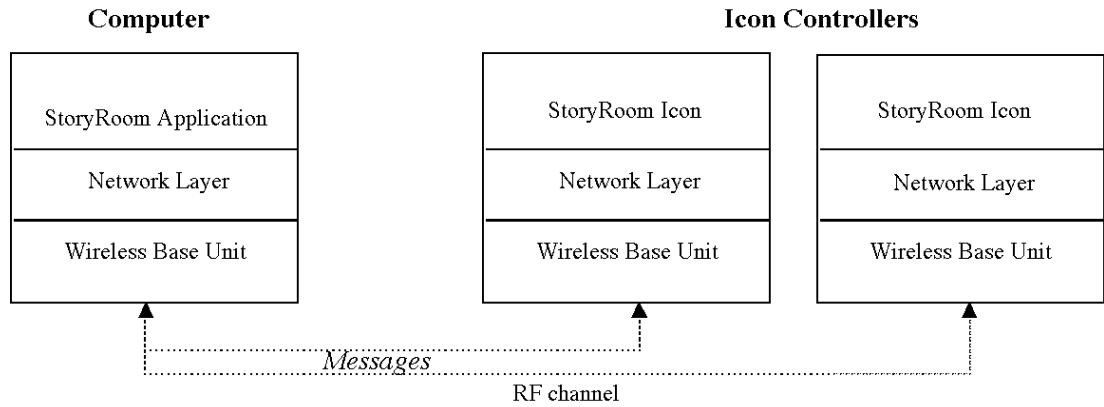 Computer
Icon Controllers
StoryRoom Application
Network Layer
Wireless Base Unit
StoryRoom Icon
Network Layer
Wireless Base Unit
StoryRoom Icon
Network Layer
Wireless Base Unit
Messages
RF channel